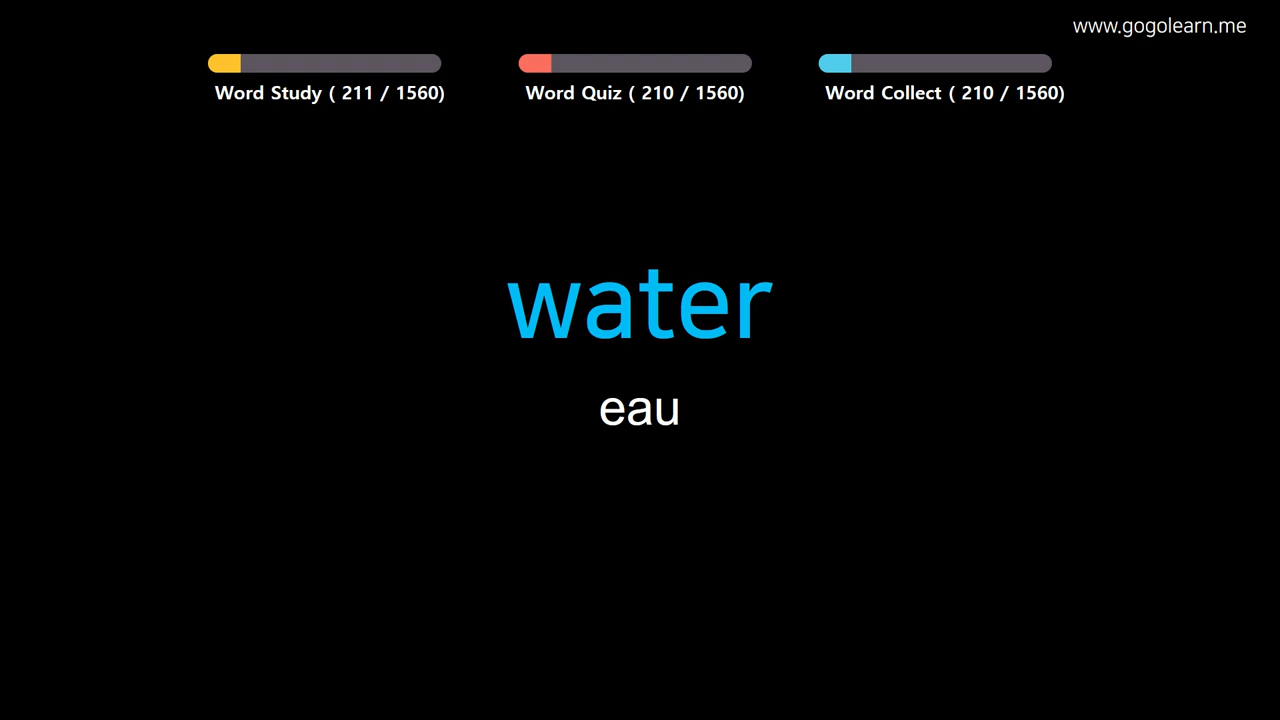 www.gogolearn.me
Word Study ( 211 / 1560)
Word Quiz ( 210 / 1560)
Word Collect ( 210 / 1560)
water
eau